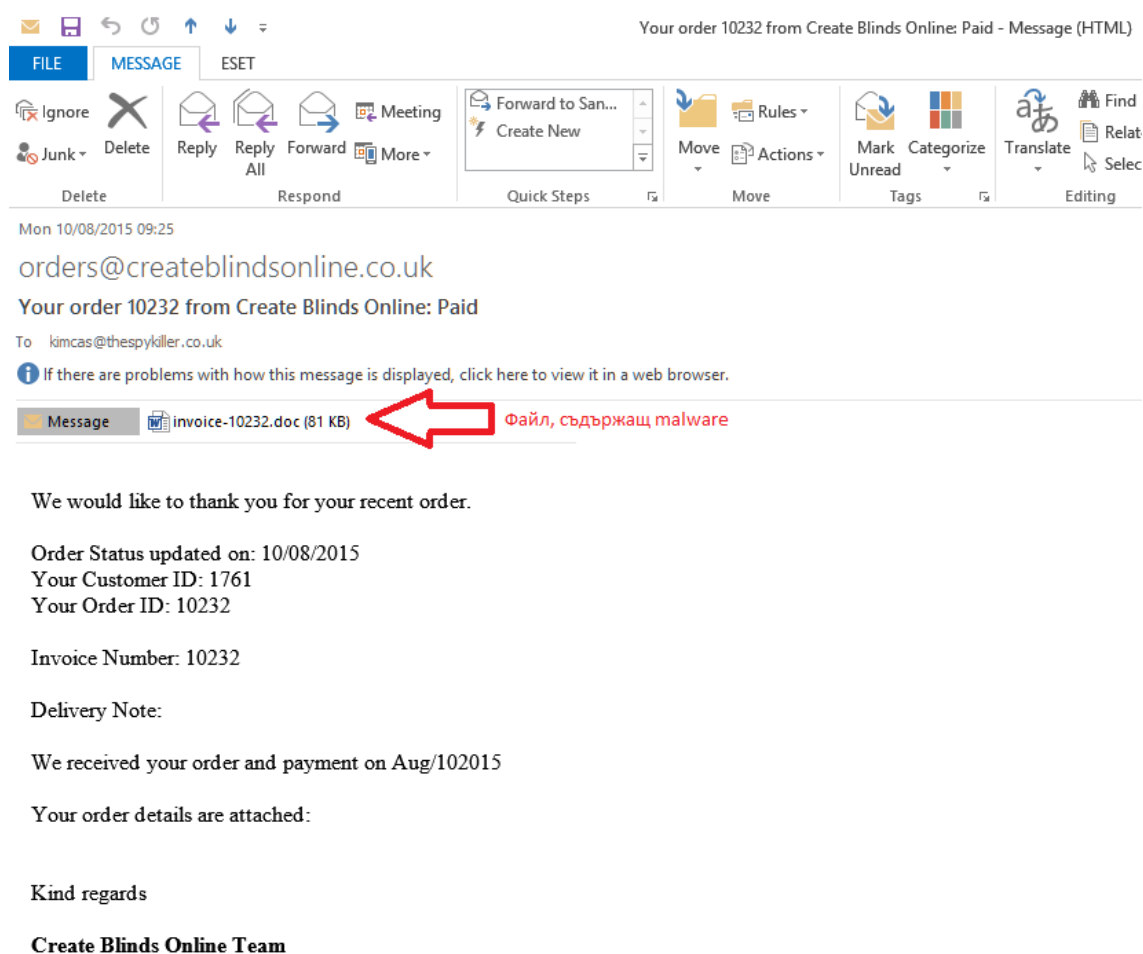 Your order 10232 from Create Blinds Online: Paid - Message (HTML)
FILE MESSAGE ESET
Ignore
Junk
Delete
Reply
Reply All
Forward
Meeting
More
Forward to San...
Create New
Move
Rules
Actions
Mark Unread
Categorize
Translate
Find
Relat
Selec
Delete Respond Quick Steps Move Tags Editing
Mon 10/08/2015 09:25
orders@createblindsonline.co.uk
Your order 10232 from Create Blinds Online: Paid
To kimcas@thespykiller.co.uk
If there are problems with how this message is displayed, click here to view it in a web browser.
Message invoice-10232.doc (81 KB) Файл, съдържащ malware
We would like to thank you for your recent order.
Order Status updated on: 10/08/2015
Your Customer ID: 1761
Your Order ID: 10232
Invoice Number: 10232
Delivery Note:
We received your order and payment on Aug/102015
Your order details are attached:
Kind regards
Create Blinds Online Team